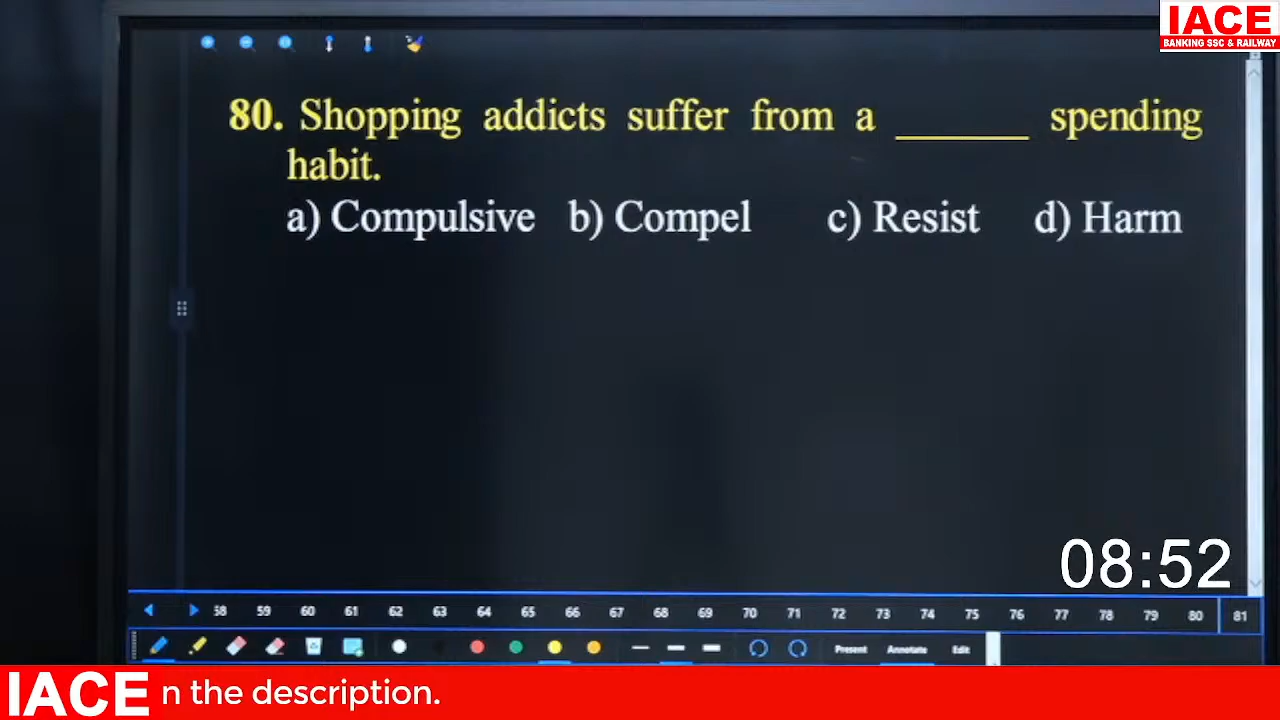 IACE
BANKING SSC & RAILWAY
80. Shopping addicts suffer from a ______ spending
habit.
a) Compulsive b) Compel c) Resist d) Harm
08:52
58 59 60 61 62 63 64 65 66 67 68 69 70 71 72 73 74 75 76 77 78 79 80 81
Present Annotate Edit
IACE n the description.